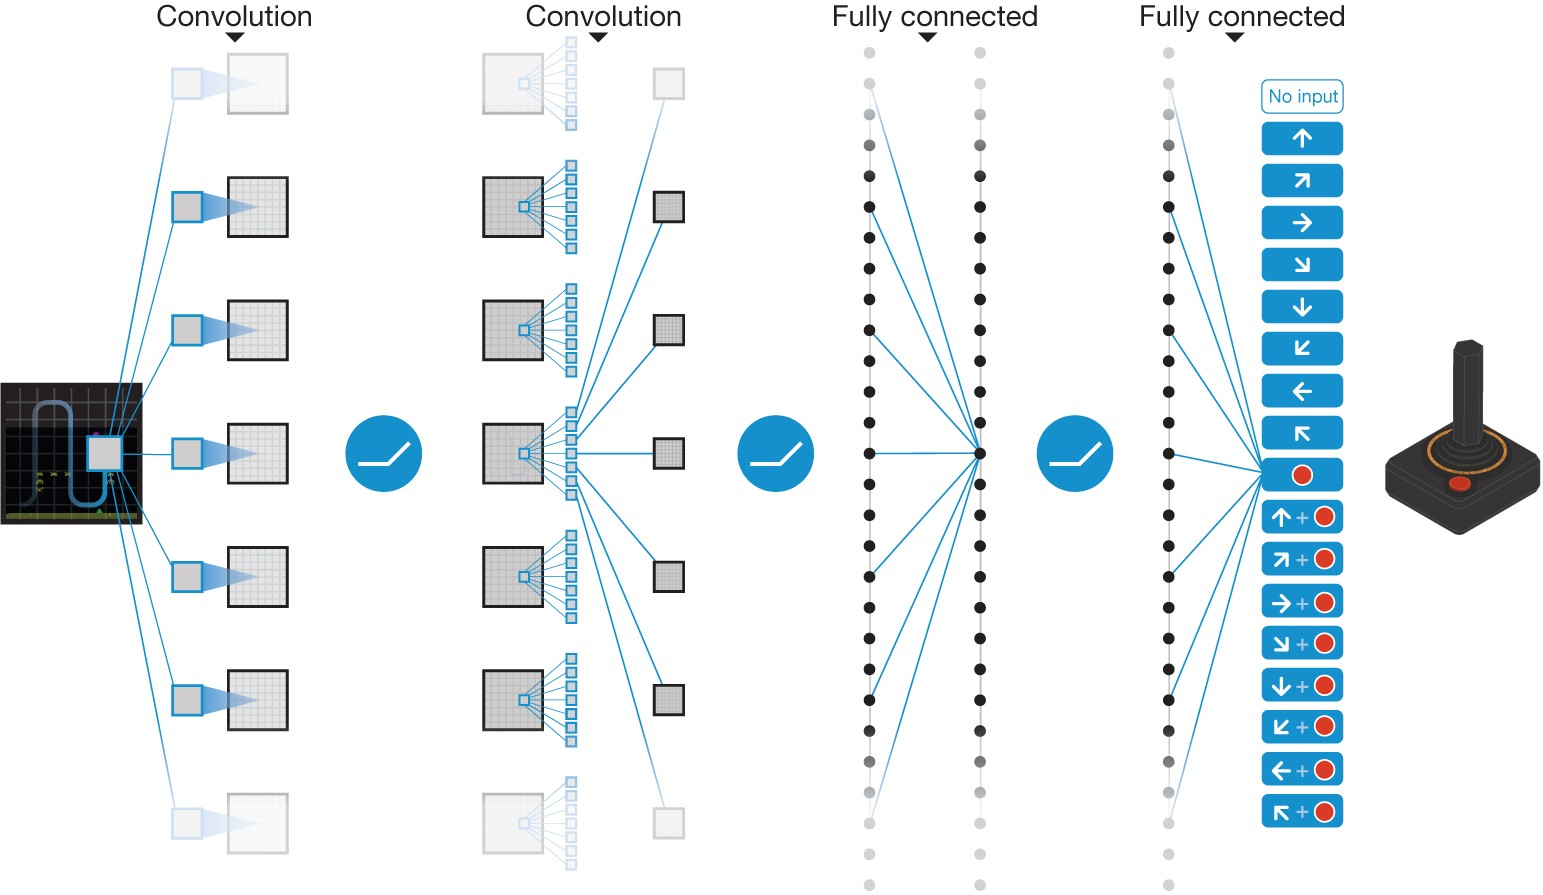 Convolution
Convolution
Fully connected
Fully connected
No input
+
+
+
+
+
+
+
+